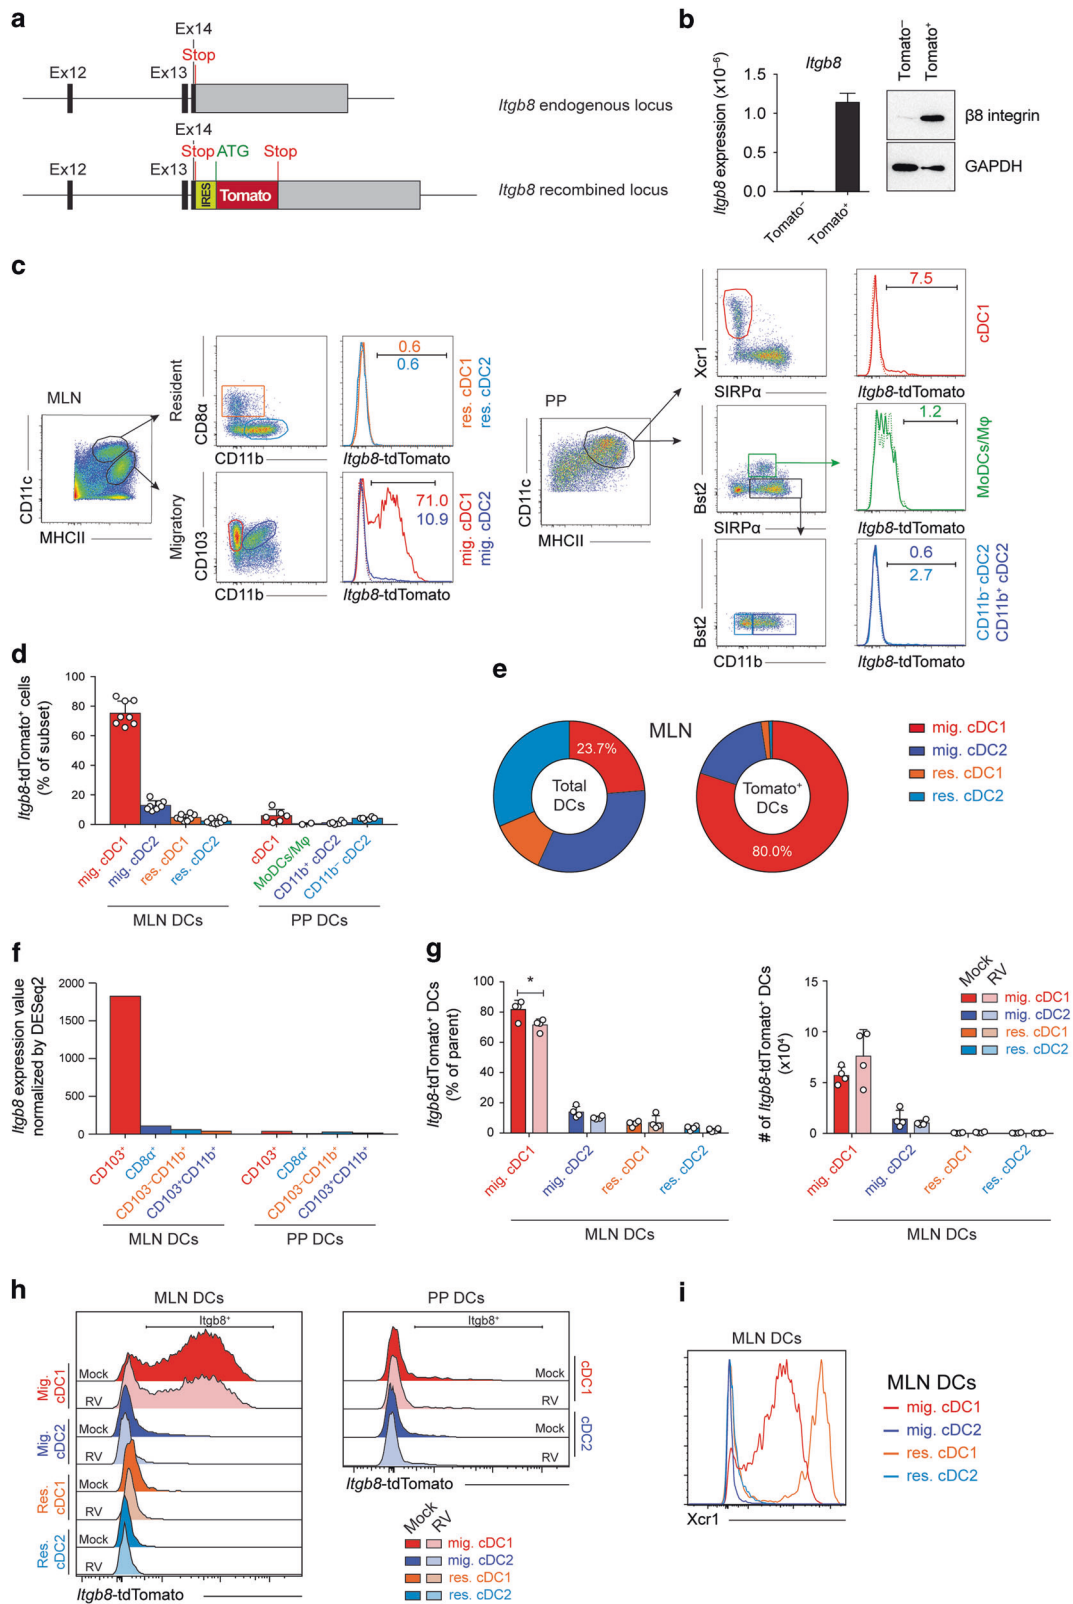 a
Ex14
Stop
Ex12
Ex13
Itgb8 endogenous locus
Ex14
Stop ATG Stop
Ex12
Ex13
IRES
Tomato
Itgb8 recombined locus
b
Itgb8
Itgb8 expression (x10⁻⁶)
1.5
1.0
0.5
0.0
Tomato⁻
Tomato⁺
Tomato⁻
Tomato⁺
β8 integrin
GAPDH
c
MLN
CD11c
MHCII
Resident
CD8α
CD11b
0.6
0.6
Itgb8-tdTomato
res. cDC1
res. cDC2
Migratory
CD103
CD11b
71.0
10.9
Itgb8-tdTomato
mig. cDC1
mig. cDC2
PP
CD11c
MHCII
Xcr1
SIRPα
7.5
Itgb8-tdTomato
cDC1
Bst2
SIRPα
1.2
Itgb8-tdTomato
MoDCs/Mφ
Bst2
CD11b
0.6
2.7
Itgb8-tdTomato
CD11b⁻ cDC2
CD11b⁺ cDC2
d
Itgb8-tdTomato⁺ cells
(% of subset)
100
80
60
40
20
0
mig. cDC1
mig. cDC2
res. cDC1
res. cDC2
cDC1
MoDCs/Mφ
CD11b⁺ cDC2
CD11b⁻ cDC2
MLN DCs
PP DCs
e
MLN
23.7%
Total
DCs
Tomato⁺
DCs
80.0%
mig. cDC1
mig. cDC2
res. cDC1
res. cDC2
f
Itgb8 expression value
normalized by DESeq2
2000
1500
1000
500
0
CD103⁺
CD8α⁺
CD103⁻CD11b⁺
CD103⁺CD11b⁺
CD103⁺
CD8α⁺
CD103⁻CD11b⁺
CD103⁺CD11b⁺
MLN DCs
PP DCs
g
Itgb8-tdTomato⁺ DCs
(% of parent)
100
80
60
40
20
0
*
mig. cDC1
mig. cDC2
res. cDC1
res. cDC2
MLN DCs
# of Itgb8-tdTomato⁺ DCs
(x10⁴)
15
10
5
0
Mock
RV
mig. cDC1
mig. cDC2
res. cDC1
res. cDC2
mig. cDC1
mig. cDC2
res. cDC1
res. cDC2
MLN DCs
h
MLN DCs
Itgb8⁺
Mig.
cDC1
Mock
RV
Mig.
cDC2
Mock
RV
Res.
cDC1
Mock
RV
Res.
cDC2
Mock
RV
Itgb8-tdTomato
PP DCs
Itgb8⁺
Mock
RV
cDC1
Mock
RV
cDC2
Itgb8-tdTomato
Mock
RV
mig. cDC1
mig. cDC2
res. cDC1
res. cDC2
i
MLN DCs
Xcr1
MLN DCs
mig. cDC1
mig. cDC2
res. cDC1
res. cDC2